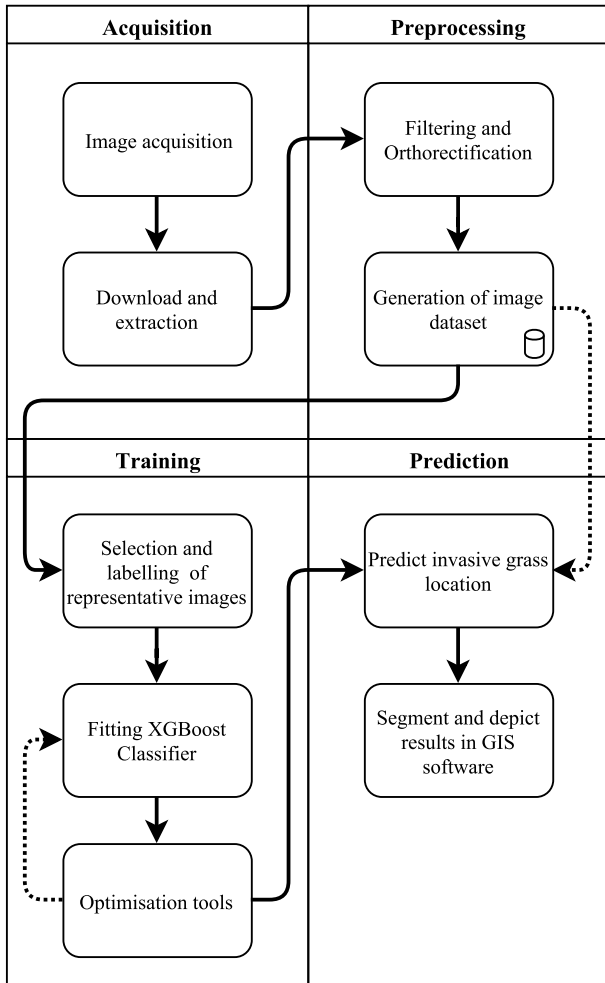 Acquisition
Image acquisition
Download and
extraction
Preprocessing
Filtering and
Orthorectification
Generation of image
dataset
Training
Selection and
labelling of
representative images
Fitting XGBoost
Classifier
Optimisation tools
Prediction
Predict invasive grass
location
Segment and depict
results in GIS
software